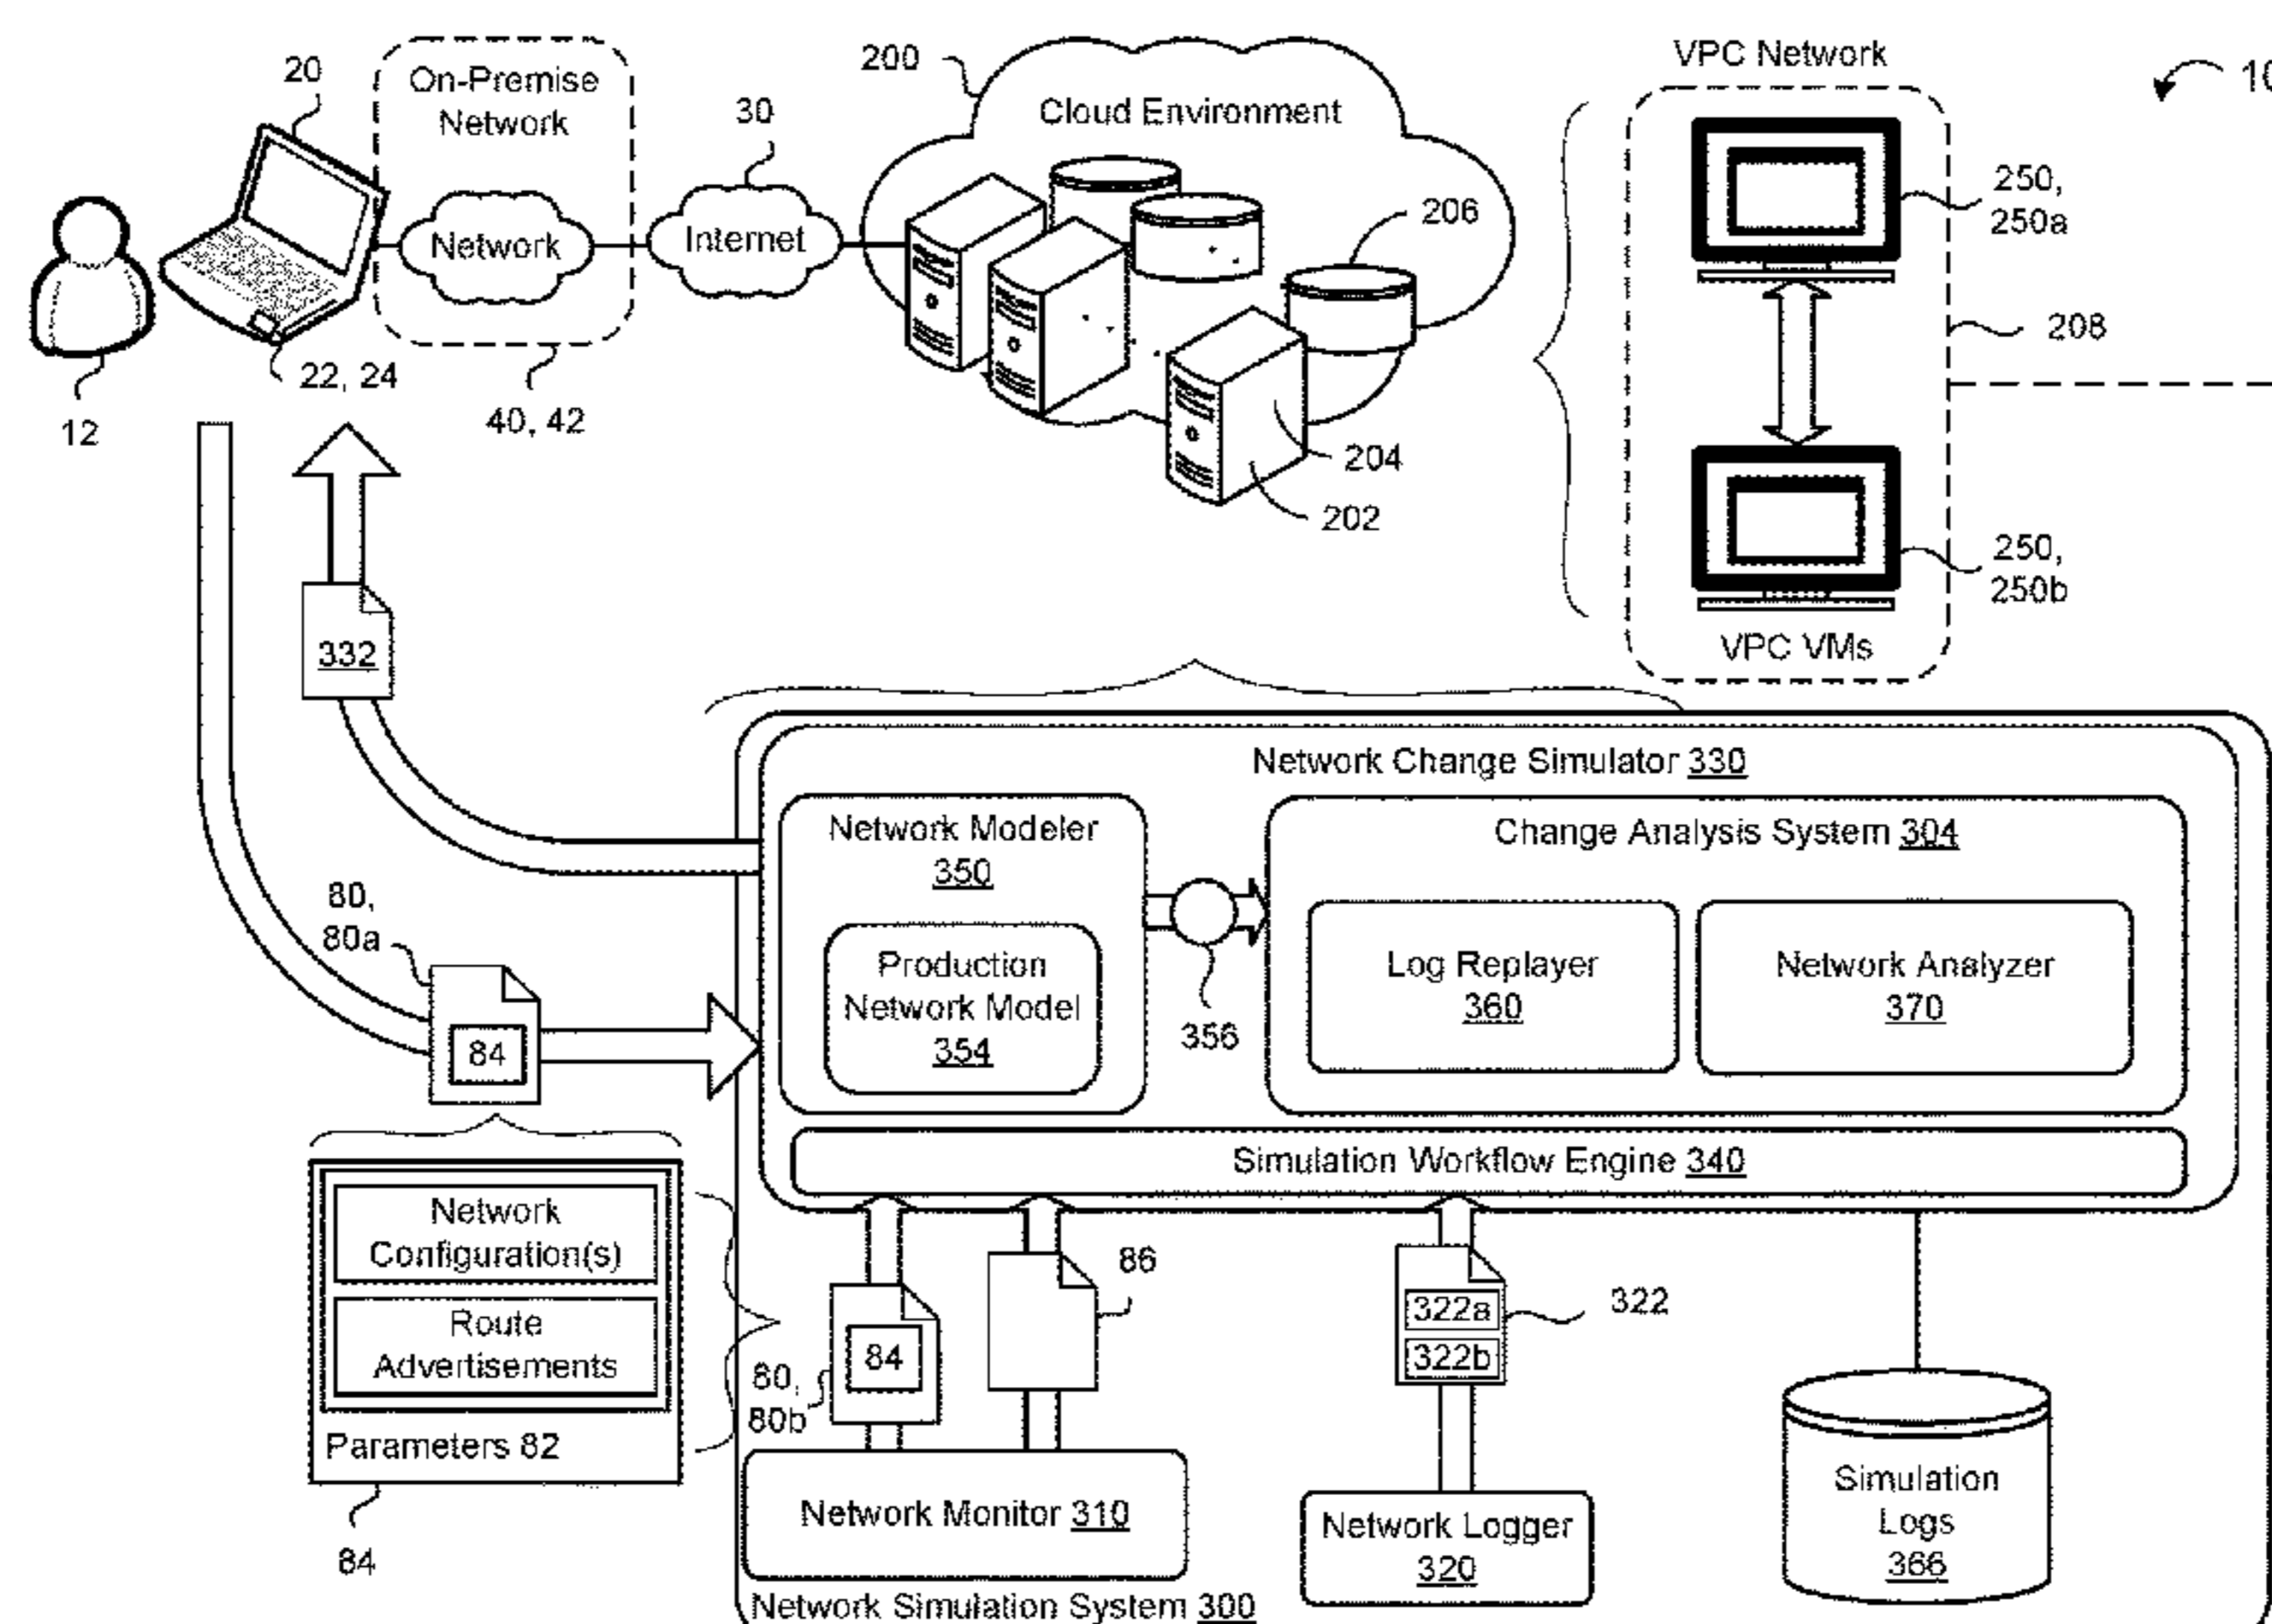 20
On-Premise
Network
30
200
Cloud Environment
VPC Network
10
Network
Internet
206
250,
250a
208
22, 24
40, 42
12
204
202
250,
250b
VPC VMs
332
Network Change Simulator 330
Network Modeler
350
Change Analysis System 304
80,
80a
Production
Network Model
354
356
Log Replayer
360
Network Analyzer
370
84
Simulation Workflow Engine 340
Network
Configuration(s)
Route
Advertisements
Parameters 82
84
86
84
80,
80b
322a
322b
322
Network Monitor 310
Network Logger
320
Simulation
Logs
366
Network Simulation System 300